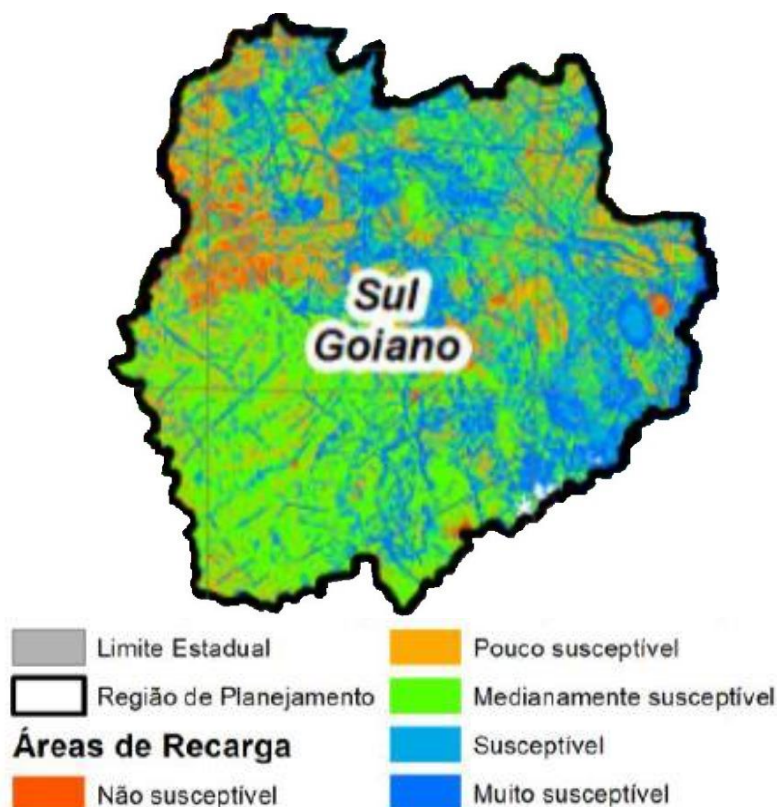 Sul
Goiano
Limite Estadual
Região de Planejamento
Áreas de Recarga
Não susceptível
Pouco susceptível
Medianamente susceptível
Susceptível
Muito susceptível